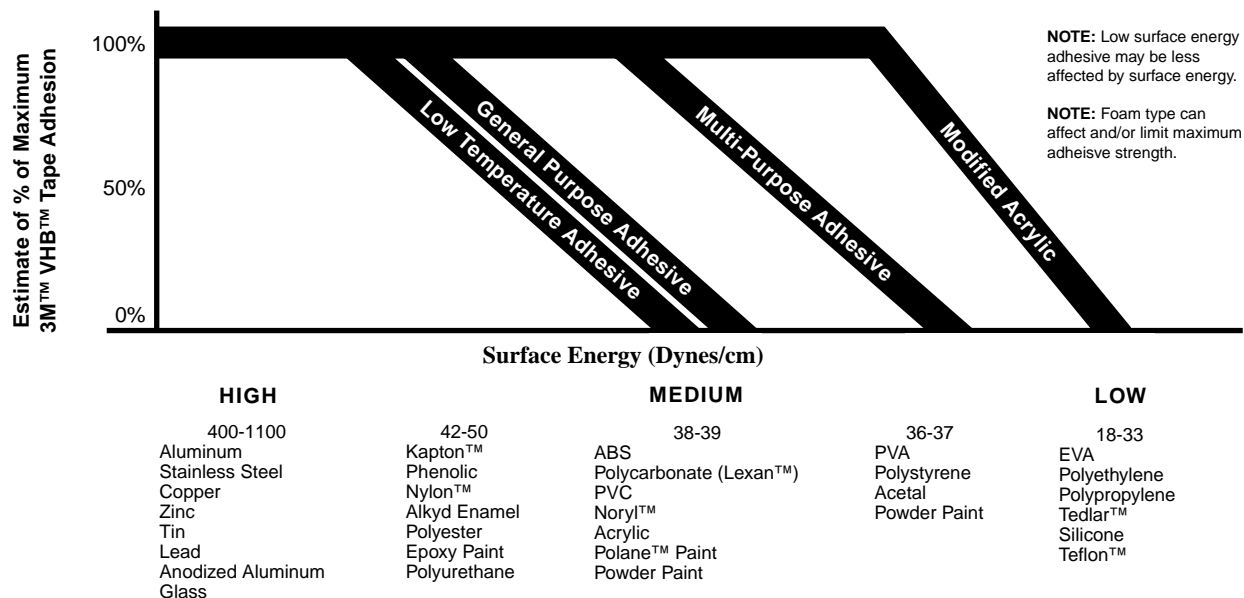 Estimate of % of Maximum
3M™ VHB™ Tape Adhesion
100%
50%
0%
Low Temperature Adhesive
General Purpose Adhesive
Multi-Purpose Adhesive
Modified Acrylic
NOTE: Low surface energy
adhesive may be less
affected by surface energy.
NOTE: Foam type can
affect and/or limit maximum
adheisve strength.
Surface Energy (Dynes/cm)
HIGH
400-1100
Aluminum
Stainless Steel
Copper
Zinc
Tin
Lead
Anodized Aluminum
Glass
42-50
Kapton™
Phenolic
Nylon™
Alkyd Enamel
Polyester
Epoxy Paint
Polyurethane
MEDIUM
38-39
ABS
Polycarbonate (Lexan™)
PVC
Noryl™
Acrylic
Polane™ Paint
Powder Paint
36-37
PVA
Polystyrene
Acetal
Powder Paint
LOW
18-33
EVA
Polyethylene
Polypropylene
Tedlar™
Silicone
Teflon™